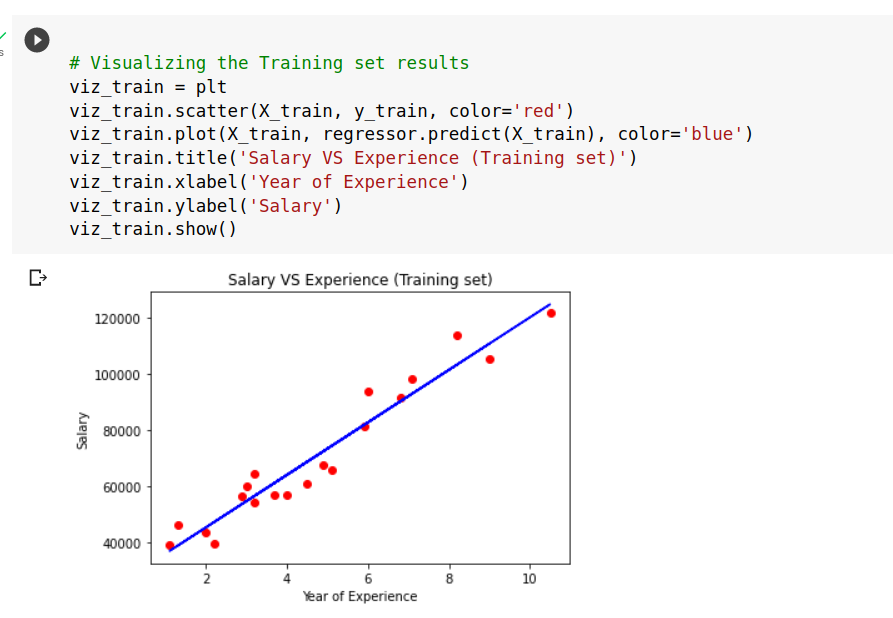 s
# Visualizing the Training set results
viz_train = plt
viz_train.scatter(X_train, y_train, color='red')
viz_train.plot(X_train, regressor.predict(X_train), color='blue')
viz_train.title('Salary VS Experience (Training set)')
viz_train.xlabel('Year of Experience')
viz_train.ylabel('Salary')
viz_train.show()
Salary VS Experience (Training set)
120000
100000
80000
60000
40000
Salary
2 4 6 8 10
Year of Experience